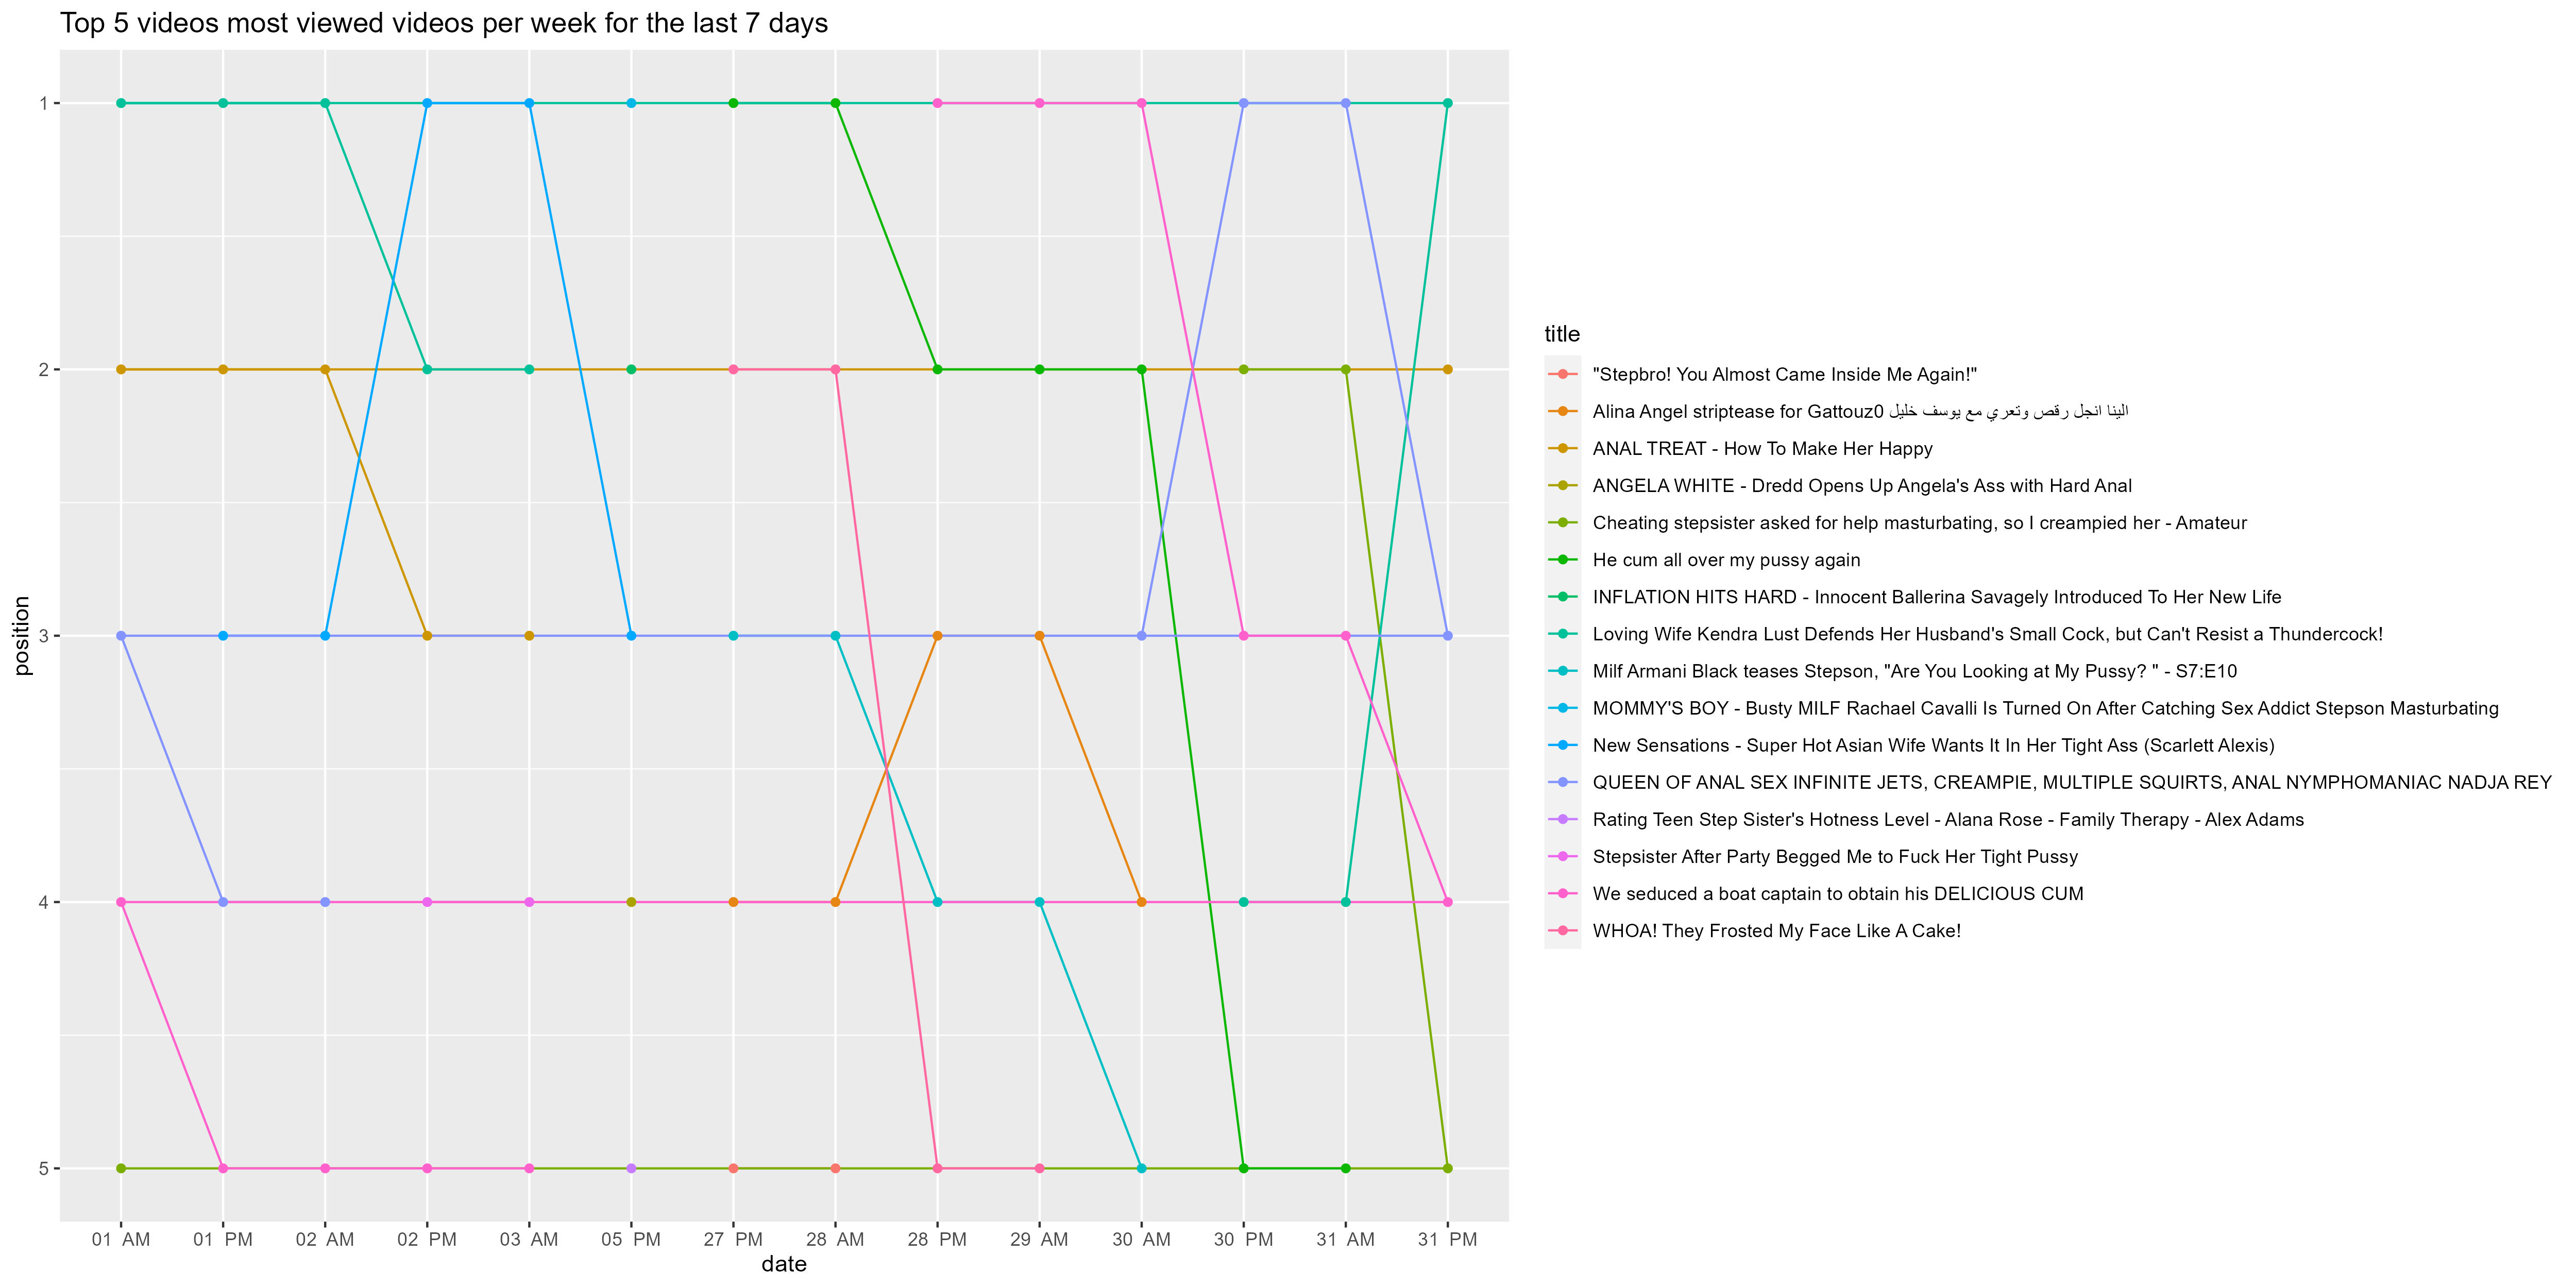 Top 5 videos most viewed videos per week for the last 7 days
position
1
2
3
4
5
01 AM
01 PM
02 AM
02 PM
03 AM
05 PM
27 PM
28 AM
28 PM
29 AM
30 AM
30 PM
31 AM
31 PM
date
title
"Stepbro! You Almost Came Inside Me Again!"
Alina Angel striptease for Gattouz0 الينا انجل رقص وتعري مع يوسف خليل
ANAL TREAT - How To Make Her Happy
ANGELA WHITE - Dredd Opens Up Angela's Ass with Hard Anal
Cheating stepsister asked for help masturbating, so I creampied her - Amateur
He cum all over my pussy again
INFLATION HITS HARD - Innocent Ballerina Savagely Introduced To Her New Life
Loving Wife Kendra Lust Defends Her Husband's Small Cock, but Can't Resist a Thundercock!
Milf Armani Black teases Stepson, "Are You Looking at My Pussy? " - S7:E10
MOMMY'S BOY - Busty MILF Rachael Cavalli Is Turned On After Catching Sex Addict Stepson Masturbating
New Sensations - Super Hot Asian Wife Wants It In Her Tight Ass (Scarlett Alexis)
QUEEN OF ANAL SEX INFINITE JETS, CREAMPIE, MULTIPLE SQUIRTS, ANAL NYMPHOMANIAC NADJA REY
Rating Teen Step Sister's Hotness Level - Alana Rose - Family Therapy - Alex Adams
Stepsister After Party Begged Me to Fuck Her Tight Pussy
We seduced a boat captain to obtain his DELICIOUS CUM
WHOA! They Frosted My Face Like A Cake!